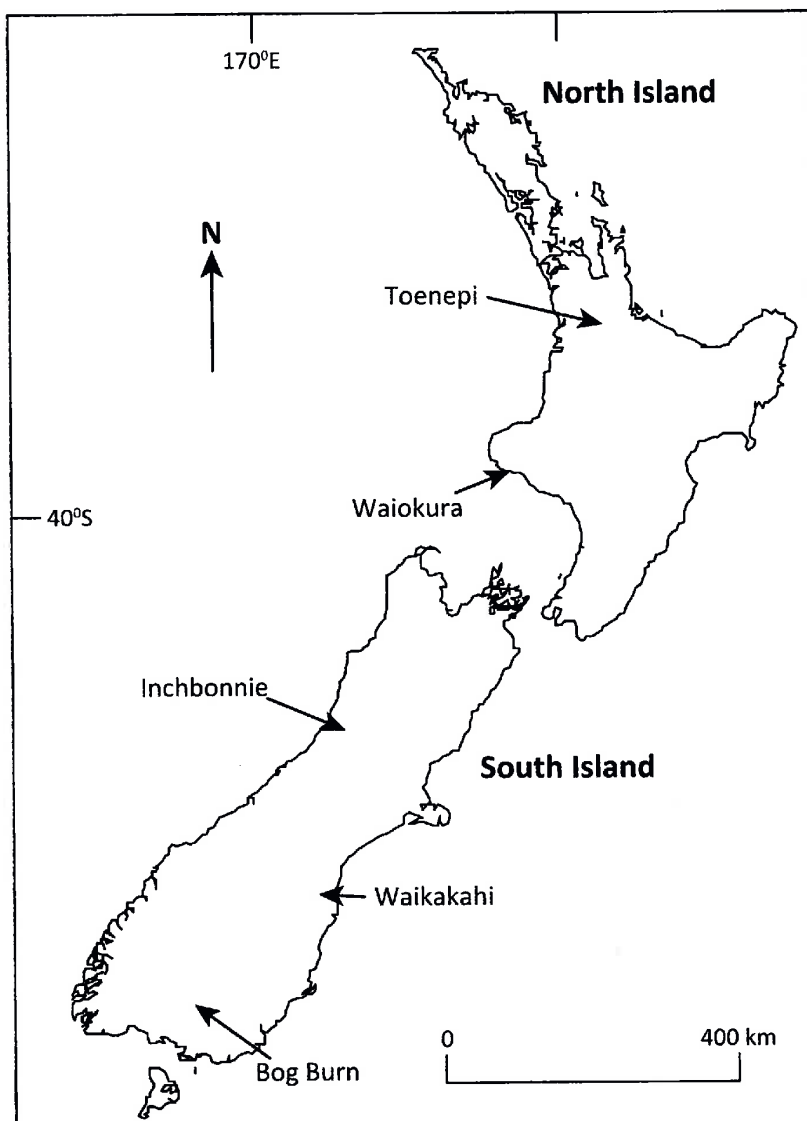 170⁰E
North Island
N
Toenepi
Waiokura
40⁰S
Inchbonnie
South Island
Waikakahi
Bog Burn
0 400 km